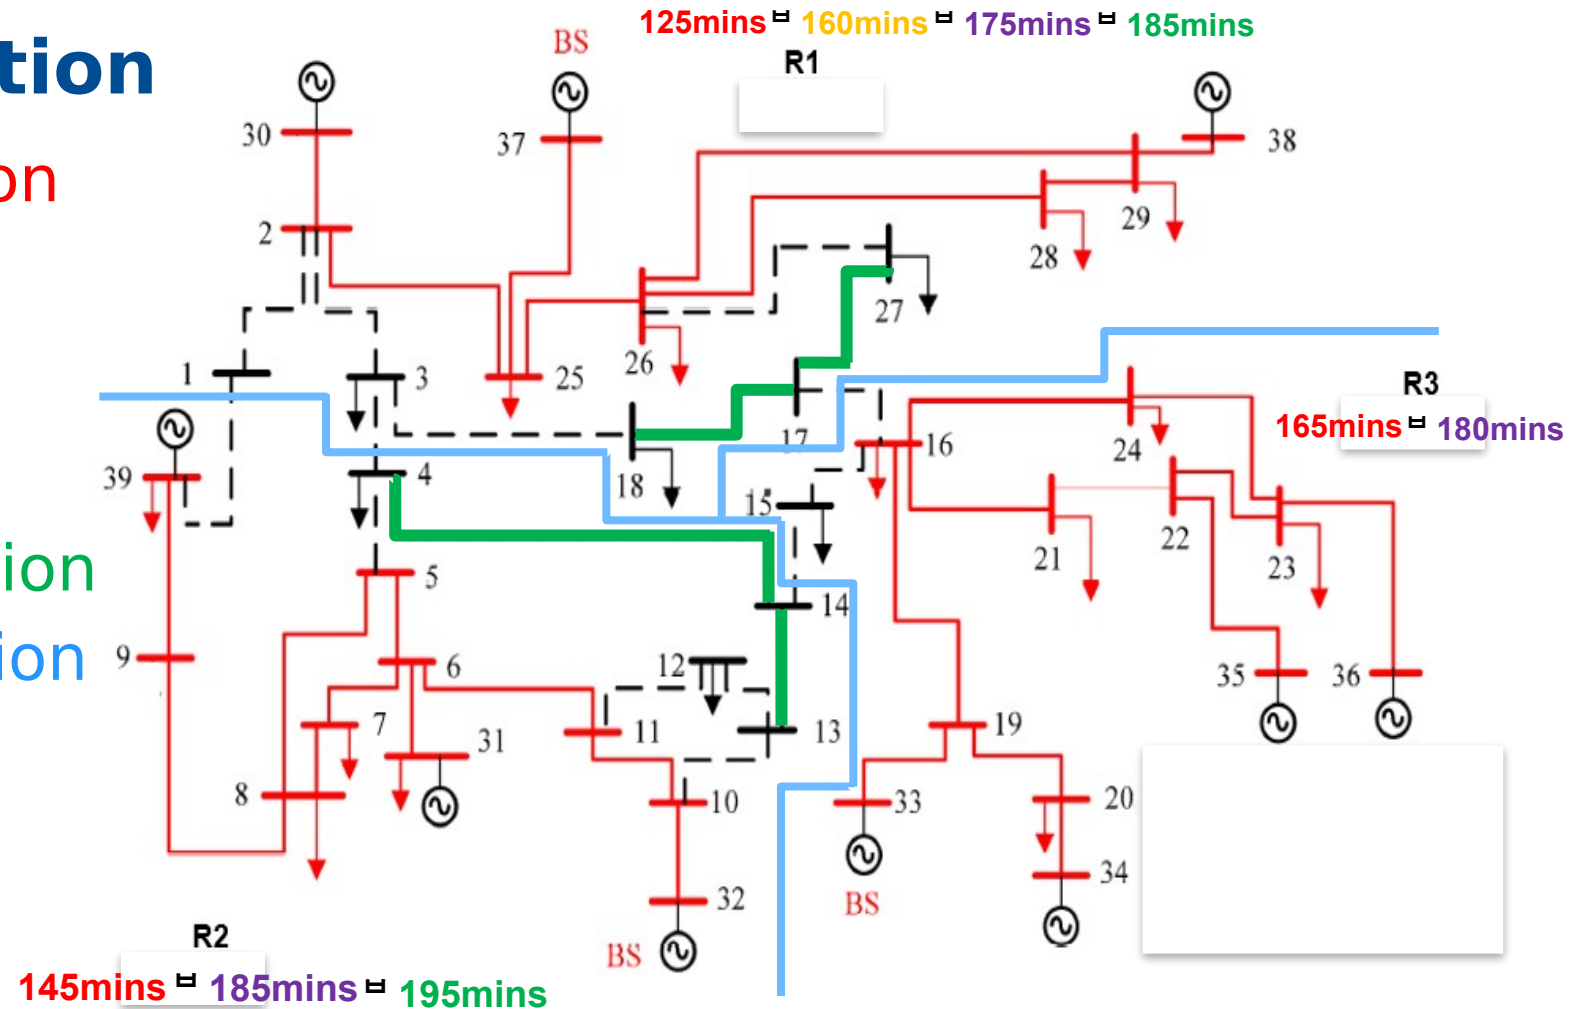 125mins 160mins 175mins 185mins
BS R1
tion
30 37 38
on
2 29
28
27
1 3 25 26
R3
165mins 180mins
17 16 24
39 4 18
15 22
21 23
5
tion
14
9 6 12 35 36
tion
7 31 11 13 19
8 10 33 20
34
32 BS
R2 BS
145mins 185mins 195mins